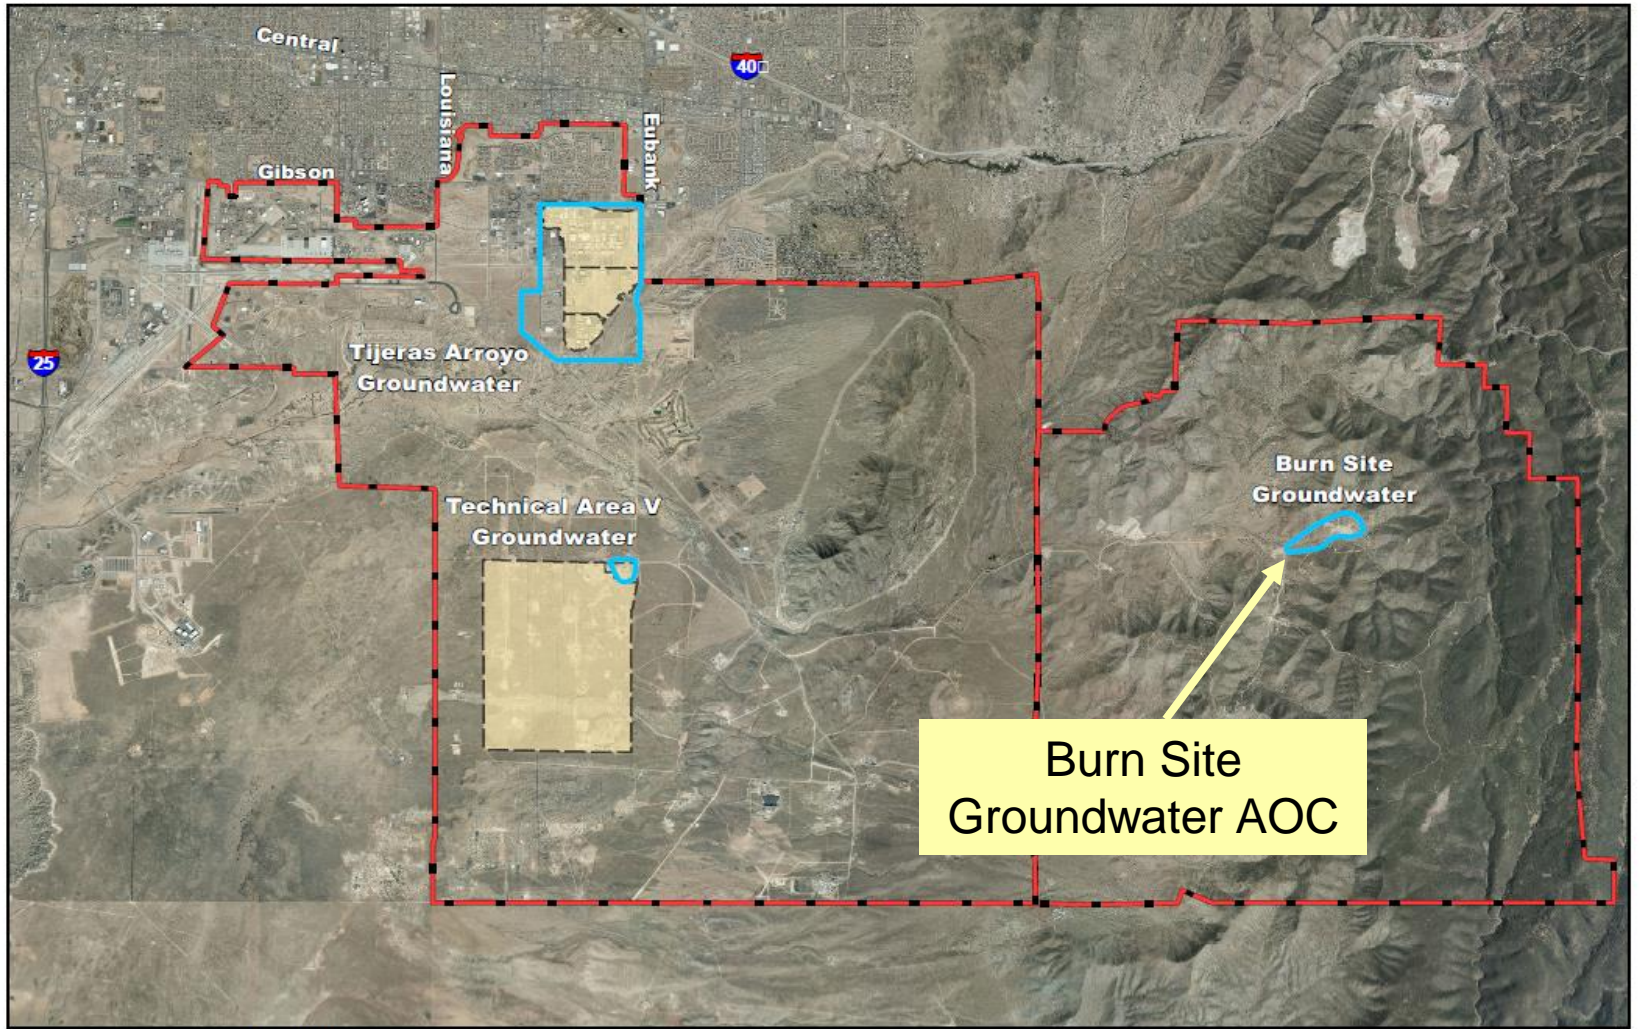 Central
40
Louisiana
Eubank
Gibson
25
Tijeras Arroyo
Groundwater
Burn Site
Groundwater
Technical Area V
Groundwater
Burn Site
Groundwater AOC